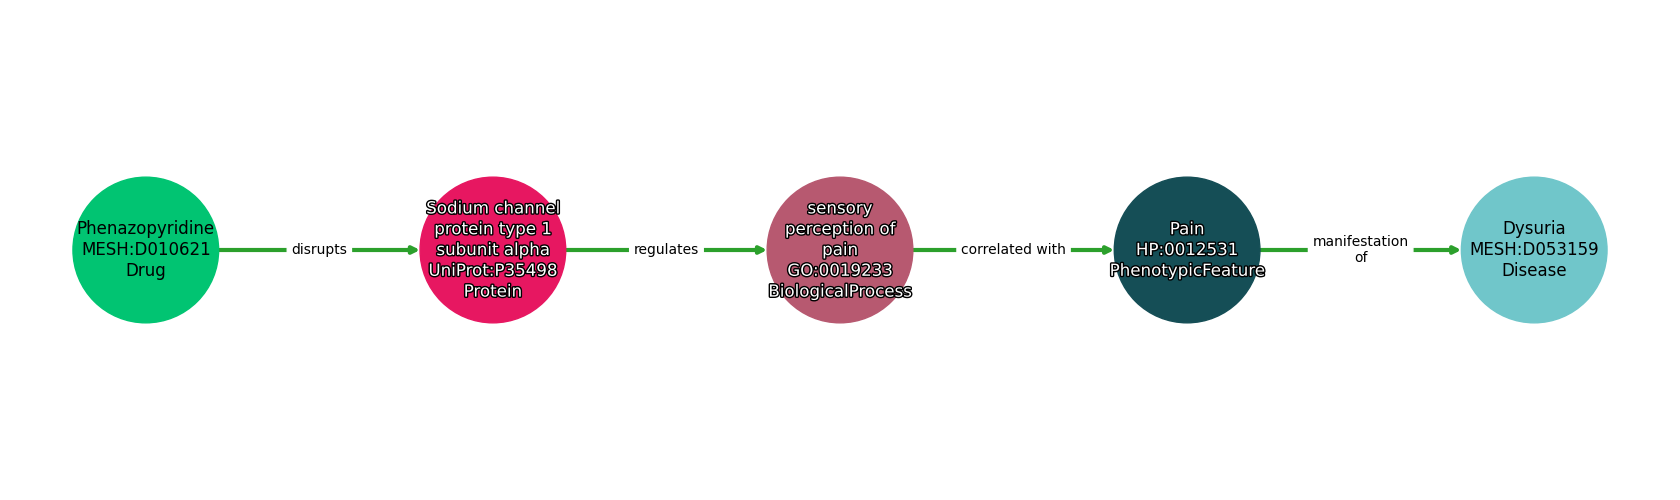 Phenazopyridine
MESH:D010621
Drug
disrupts
Sodium channel
protein type 1
subunit alpha
UniProt:P35498
Protein
regulates
sensory
perception of
pain
GO:0019233
BiologicalProcess
correlated with
Pain
HP:0012531
PhenotypicFeature
manifestation
of
Dysuria
MESH:D053159
Disease